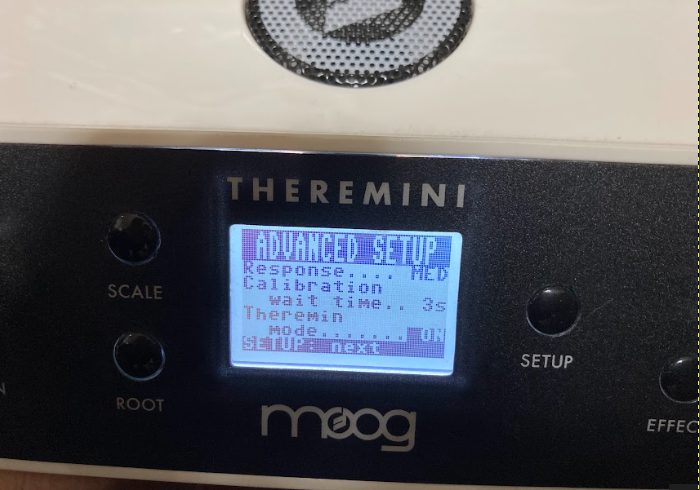 THEREMINI
ADVANCED SETUP
Response.... MED
Calibration
wait time.. 3s
Theremin
mode....... ON
SETUP: next
SCALE
ROOT
SETUP
moog